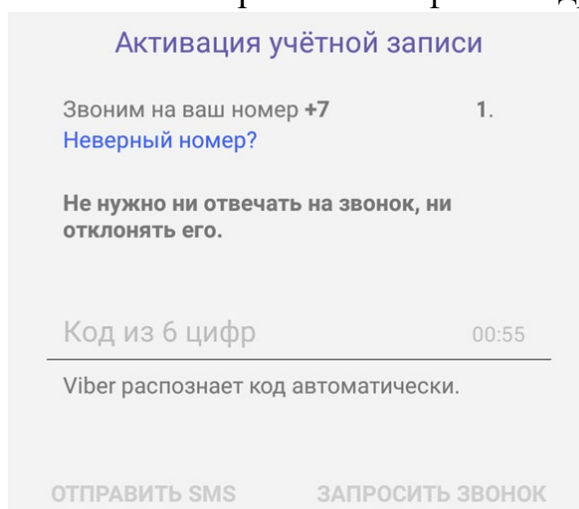 Активация учётной записи
Звоним на ваш номер +7 1.
Неверный номер?
Не нужно ни отвечать на звонок, ни
отклонять его.
Код из 6 цифр 00:55
Viber распознает код автоматически.
ОТПРАВИТЬ SMS ЗАПРОСИТЬ ЗВОНОК